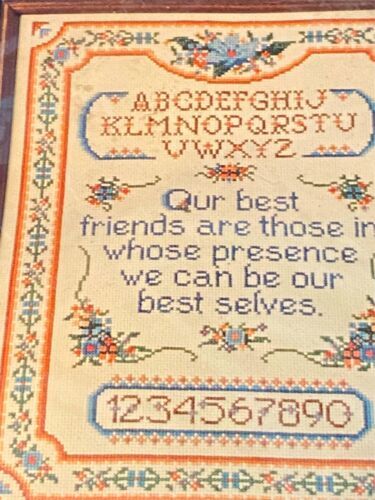 ABCDEFGHIJ
KLMNOPQRSTU
VWXYZ
Our best
friends are those in
whose presence
we can be our
best selves.
1234567890